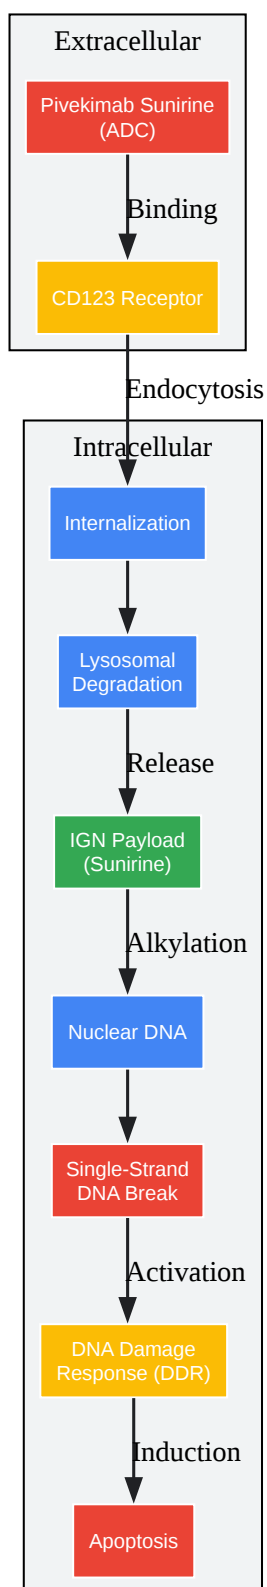 Extracellular
Pivekimab Sunirine
(ADC)
Binding
CD123 Receptor
Endocytosis
Intracellular
Internalization
Lysosomal
Degradation
Release
IGN Payload
(Sunirine)
Alkylation
Nuclear DNA
Single-Strand
DNA Break
Activation
DNA Damage
Response (DDR)
Induction
Apoptosis